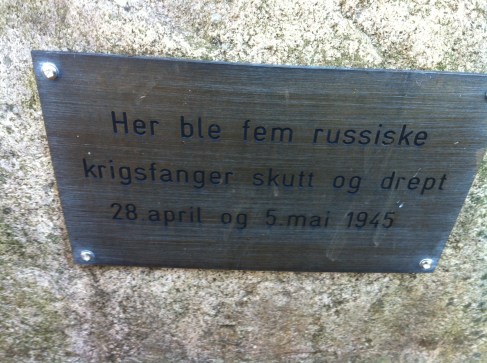 Her ble fem russiske
krigsfanger skutt og drept
28.april og 5.mai 1945